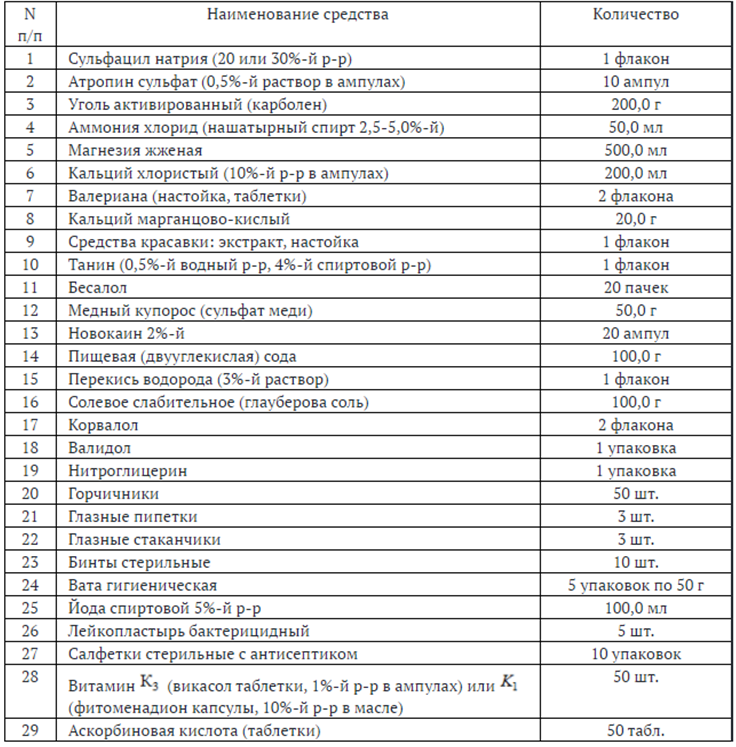 N п/п Наименование средства Количество
1 Сульфацил натрия (20 или 30%-й р-р) 1 флакон
2 Атропин сульфат (0,5%-й раствор в ампулах) 10 ампул
3 Уголь активированный (карболен) 200,0 г
4 Аммония хлорид (нашатырный спирт 2,5-5,0%-й) 50,0 мл
5 Магнезия жженая 500,0 мл
6 Кальций хлористый (10%-й р-р в ампулах) 200,0 мл
7 Валериана (настойка, таблетки) 2 флакона
8 Кальций марганцово-кислый 20,0 г
9 Средства красавки: экстракт, настойка 1 флакон
10 Танин (0,5%-й водный р-р, 4%-й спиртовой р-р) 1 флакон
11 Бесалол 20 пачек
12 Медный купорос (сульфат меди) 50,0 г
13 Новокаин 2%-й 20 ампул
14 Пищевая (двууглекислая) сода 100,0 г
15 Перекись водорода (3%-й раствор) 1 флакон
16 Солевое слабительное (глауберова соль) 100,0 г
17 Корвалол 2 флакона
18 Валидол 1 упаковка
19 Нитроглицерин 1 упаковка
20 Горчичники 50 шт.
21 Глазные пипетки 3 шт.
22 Глазные стаканчики 3 шт.
23 Бинты стерильные 10 шт.
24 Вата гигиеническая 5 упаковок по 50 г
25 Йода спиртовой 5%-й р-р 100,0 мл
26 Лейкопластырь бактерицидный 5 шт.
27 Салфетки стерильные с антисептиком 10 упаковок
28 Витамин K3 (викасол таблетки, 1%-й р-р в ампулах) или K1 50 шт.
(фитоменадион капсулы, 10%-й р-р в масле)
29 Аскорбиновая кислота (таблетки) 50 табл.